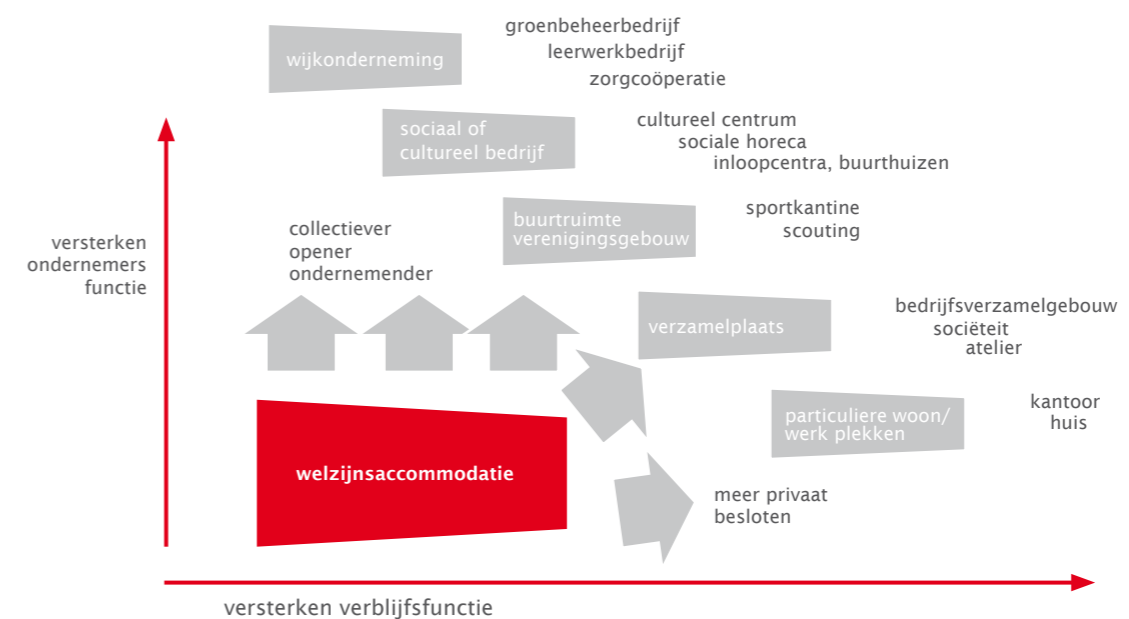 groenbeheerbedrijf
leerwerkbedrijf
zorgcoöperatie
wijkonderneming
sociaal of
cultureel bedrijf
cultureel centrum
sociale horeca
inloopcentra, buurthuizen
buurtruimte
verenigingsgebouw
sportkantine
scouting
versterken
ondernemers
functie
collectiever
opener
ondernemender
verzamelplaats
bedrijfsverzamelgebouw
sociëteit
atelier
particuliere woon/
werk plekken
kantoor
huis
welzijnsaccommodatie
meer privaat
besloten
versterken verblijfsfunctie